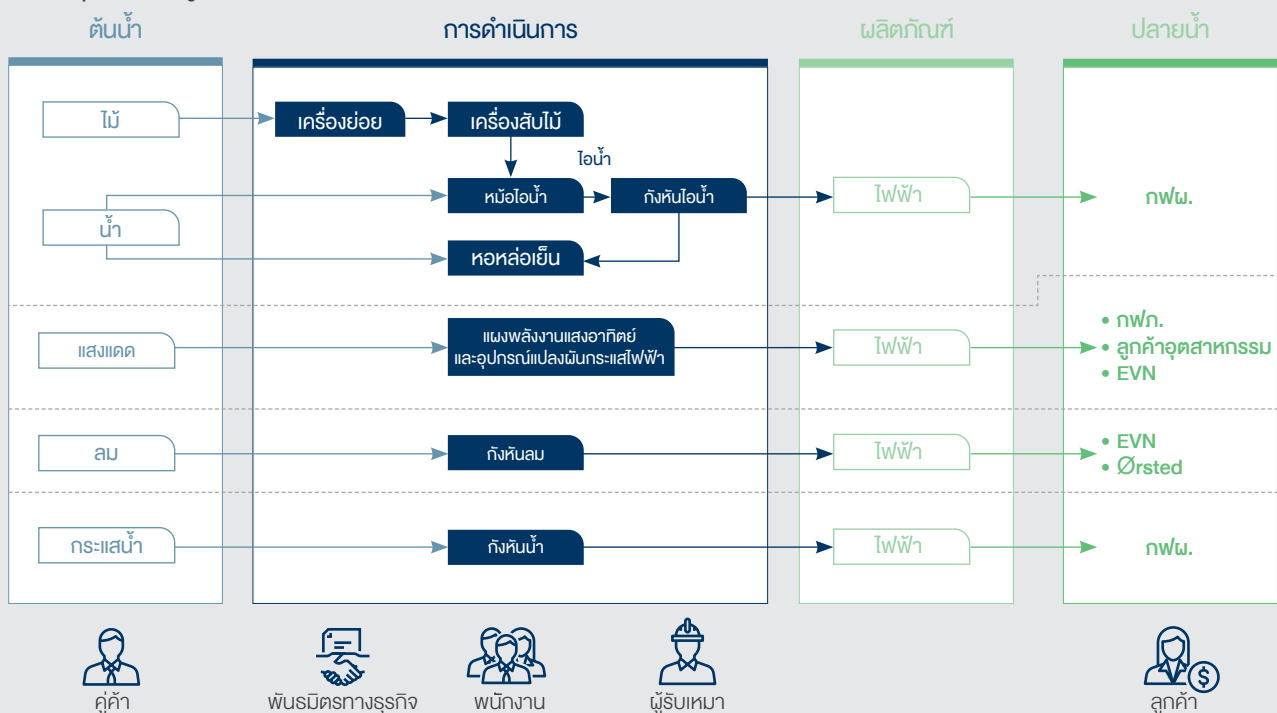 ต้นน้ำ
การดำเนินการ
ผลิตภัณฑ์
ปลายน้ำ
ไม้
เครื่องย่อย
เครื่องสับไม้
ไอน้ำ
น้ำ
หม้อไอน้ำ
กังหันไอน้ำ
ไฟฟ้า
กฟผ.
หอหล่อเย็น
แสงแดด
แผงพลังงานแสงอาทิตย์
และอุปกรณ์แปลงผันกระแสไฟฟ้า
ไฟฟ้า
• กฟภ.
• ลูกค้าอุตสาหกรรม
• EVN
ลม
กังหันลม
ไฟฟ้า
• EVN
• Ørsted
กระแสน้ำ
กังหันน้ำ
ไฟฟ้า
กฟผ.
คู่ค้า
พันธมิตรทางธุรกิจ
พนักงาน
ผู้รับเหมา
ลูกค้า